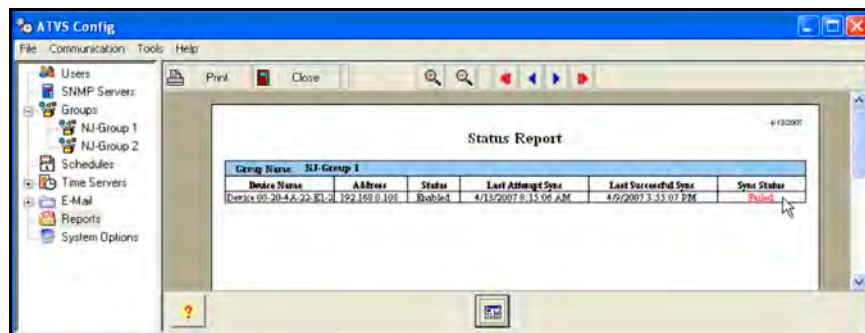 ATVS Config
File Communication Tools Help
Users
SNMP Servers
Groups
NJ-Group 1
NJ-Group 2
Schedules
Time Servers
E-Mail
Reports
System Options
Print Close
4/13/2007
Status Report
Group Name: NJ-Group 1
Device Name Address Status Last Attempt Sync Last Successful Sync Sync Status
Device 00-20-4A-22-E1-2 192.168.0.108 Enabled 4/13/2007 8:15:06 AM 4/9/2007 3:55:07 PM Failed
?